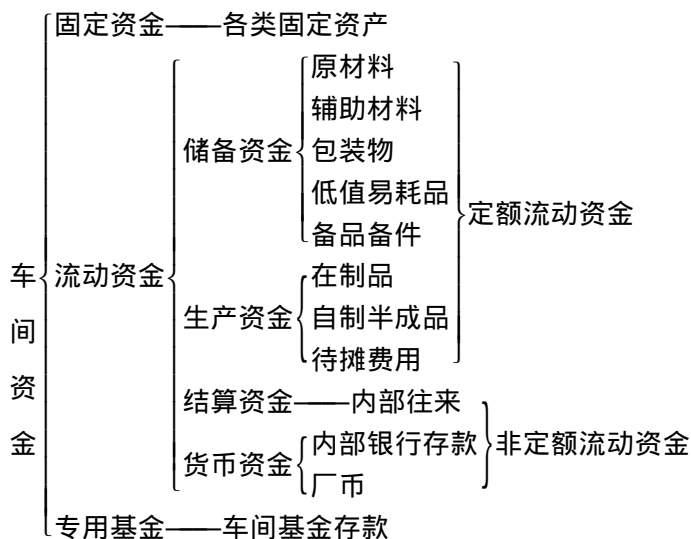 车间资金
固定资金——各类固定资产
流动资金
储备资金
原材料
辅助材料
包装物
低值易耗品
备品备件
生产资金
在制品
自制半成品
待摊费用
定额流动资金
结算资金——内部往来
货币资金
内部银行存款
厂币
非定额流动资金
专用基金——车间基金存款